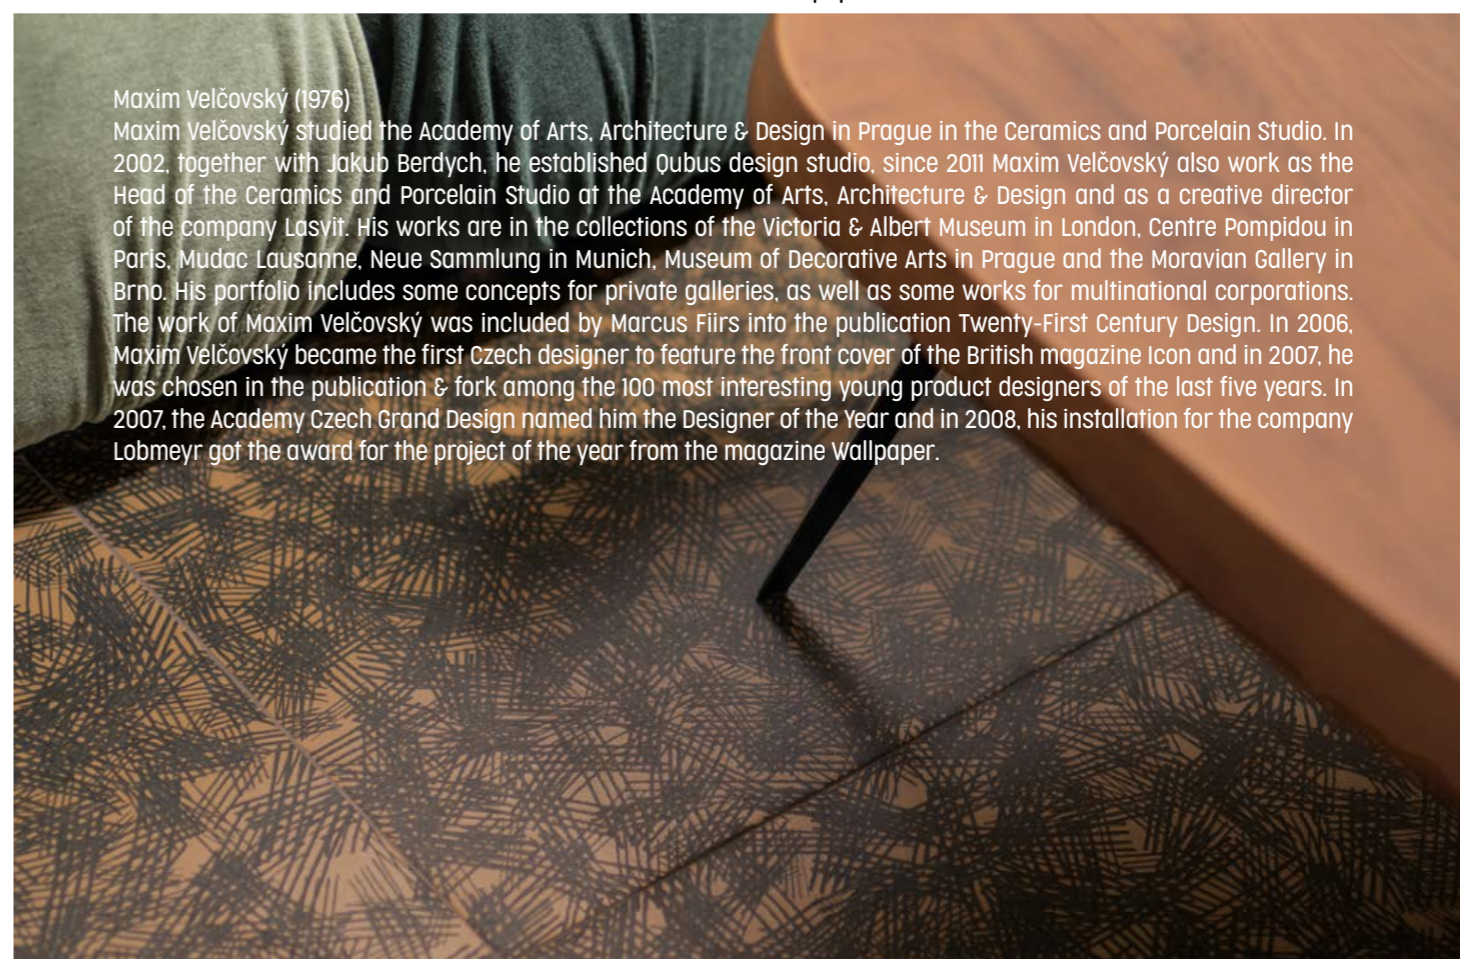 Maxim Velčovský (1976)
Maxim Velčovský studied the Academy of Arts, Architecture & Design in Prague in the Ceramics and Porcelain Studio. In
2002, together with Jakub Berdych, he established Qubus design studio, since 2011 Maxim Velčovský also work as the
Head of the Ceramics and Porcelain Studio at the Academy of Arts, Architecture & Design and as a creative director
of the company Lasvit. His works are in the collections of the Victoria & Albert Museum in London, Centre Pompidou in
Paris, Mudac Lausanne, Neue Sammlung in Munich, Museum of Decorative Arts in Prague and the Moravian Gallery in
Brno. His portfolio includes some concepts for private galleries, as well as some works for multinational corporations.
The work of Maxim Velčovský was included by Marcus Fiirs into the publication Twenty-First Century Design. In 2006,
Maxim Velčovský became the first Czech designer to feature the front cover of the British magazine Icon and in 2007, he
was chosen in the publication & fork among the 100 most interesting young product designers of the last five years. In
2007, the Academy Czech Grand Design named him the Designer of the Year and in 2008, his installation for the company
Lobmeyr got the award for the project of the year from the magazine Wallpaper.